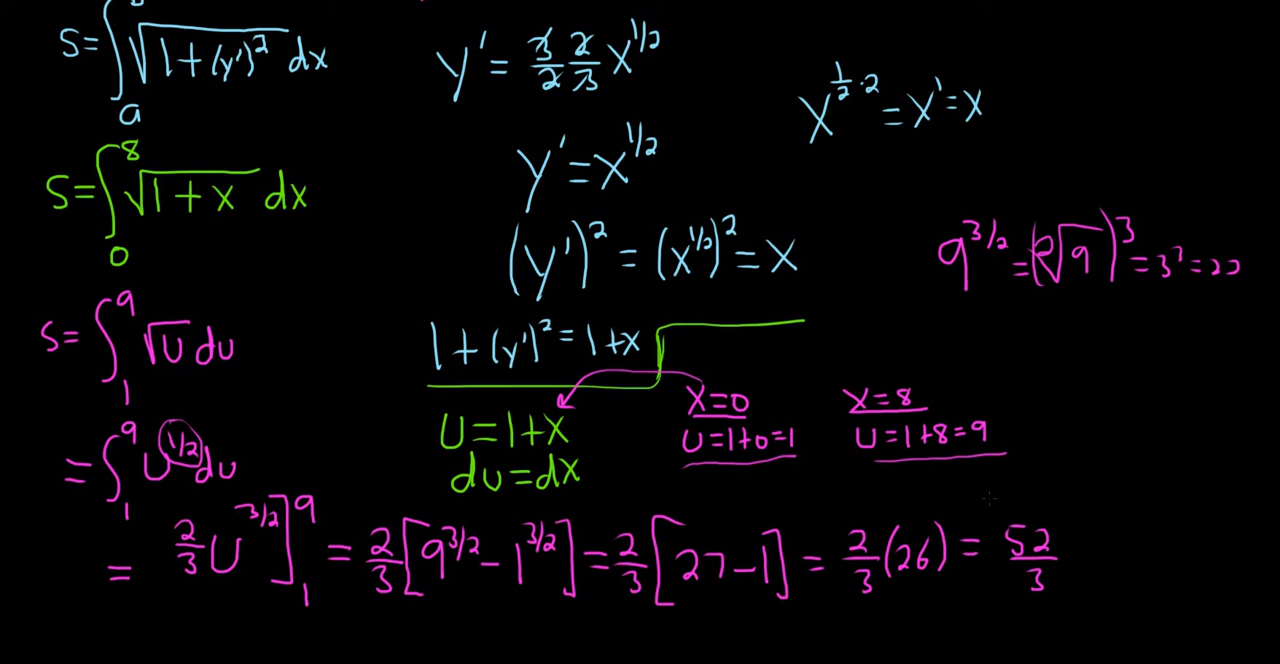 S = ∫ₐ √(1 + (y')²) dx
y' = 3/2 2/3 x^{1/2}
x^{1/2 · 2} = x^1 = x
y' = x^{1/2}
S = ∫₀⁸ √(1 + x) dx
(y')² = (x^{1/2})² = x
9^{3/2} = (²√9)³ = 3³ = 27
S = ∫₁⁹ √U du
1 + (y')² = 1 + x
x = 0
x = 8
U = 1 + x
U = 1 + 0 = 1
U = 1 + 8 = 9
= ∫₁⁹ U^{1/2} du
du = dx
= 2/3 U^{3/2} ]₁⁹ = 2/3 [9^{3/2} - 1^{3/2}] = 2/3 [27 - 1] = 2/3 (26) = 52/3